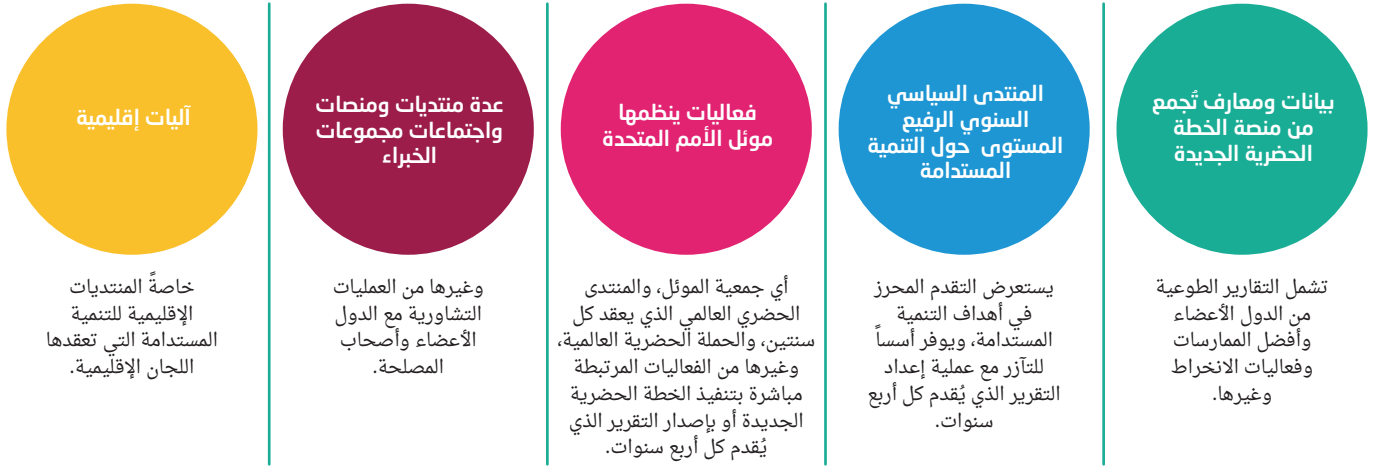 بيانات ومعارف تُجمع
من منصة الخطة
الحضرية الجديدة
تشمل التقارير الطوعية
من الدول الأعضاء
وأفضل الممارسات
وفعاليات الانخراط
وغيرها.
المنتدى السياسي
السنوي الرفيع
المستوى حول التنمية
المستدامة
يستعرض التقدم المحرز
في أهداف التنمية
المستدامة، ويوفر أسساً
للتآزر مع عملية إعداد
التقرير الذي يُقدم كل أربع
سنوات.
فعاليات ينظمها
موئل الأمم المتحدة
أي جمعية الموئل، والمنتدى
الحضري العالمي الذي يعقد كل
سنتين، والحملة الحضرية العالمية،
وغيرها من الفعاليات المرتبطة
مباشرة بتنفيذ الخطة الحضرية
الجديدة أو بإصدار التقرير الذي
يُقدم كل أربع سنوات.
عدة منتديات ومنصات
واجتماعات مجموعات
الخبراء
وغيرها من العمليات
التشاورية مع الدول
الأعضاء وأصحاب
المصلحة.
آليات إقليمية
خاصةً المنتديات
الإقليمية للتنمية
المستدامة التي تعقدها
اللجان الإقليمية.